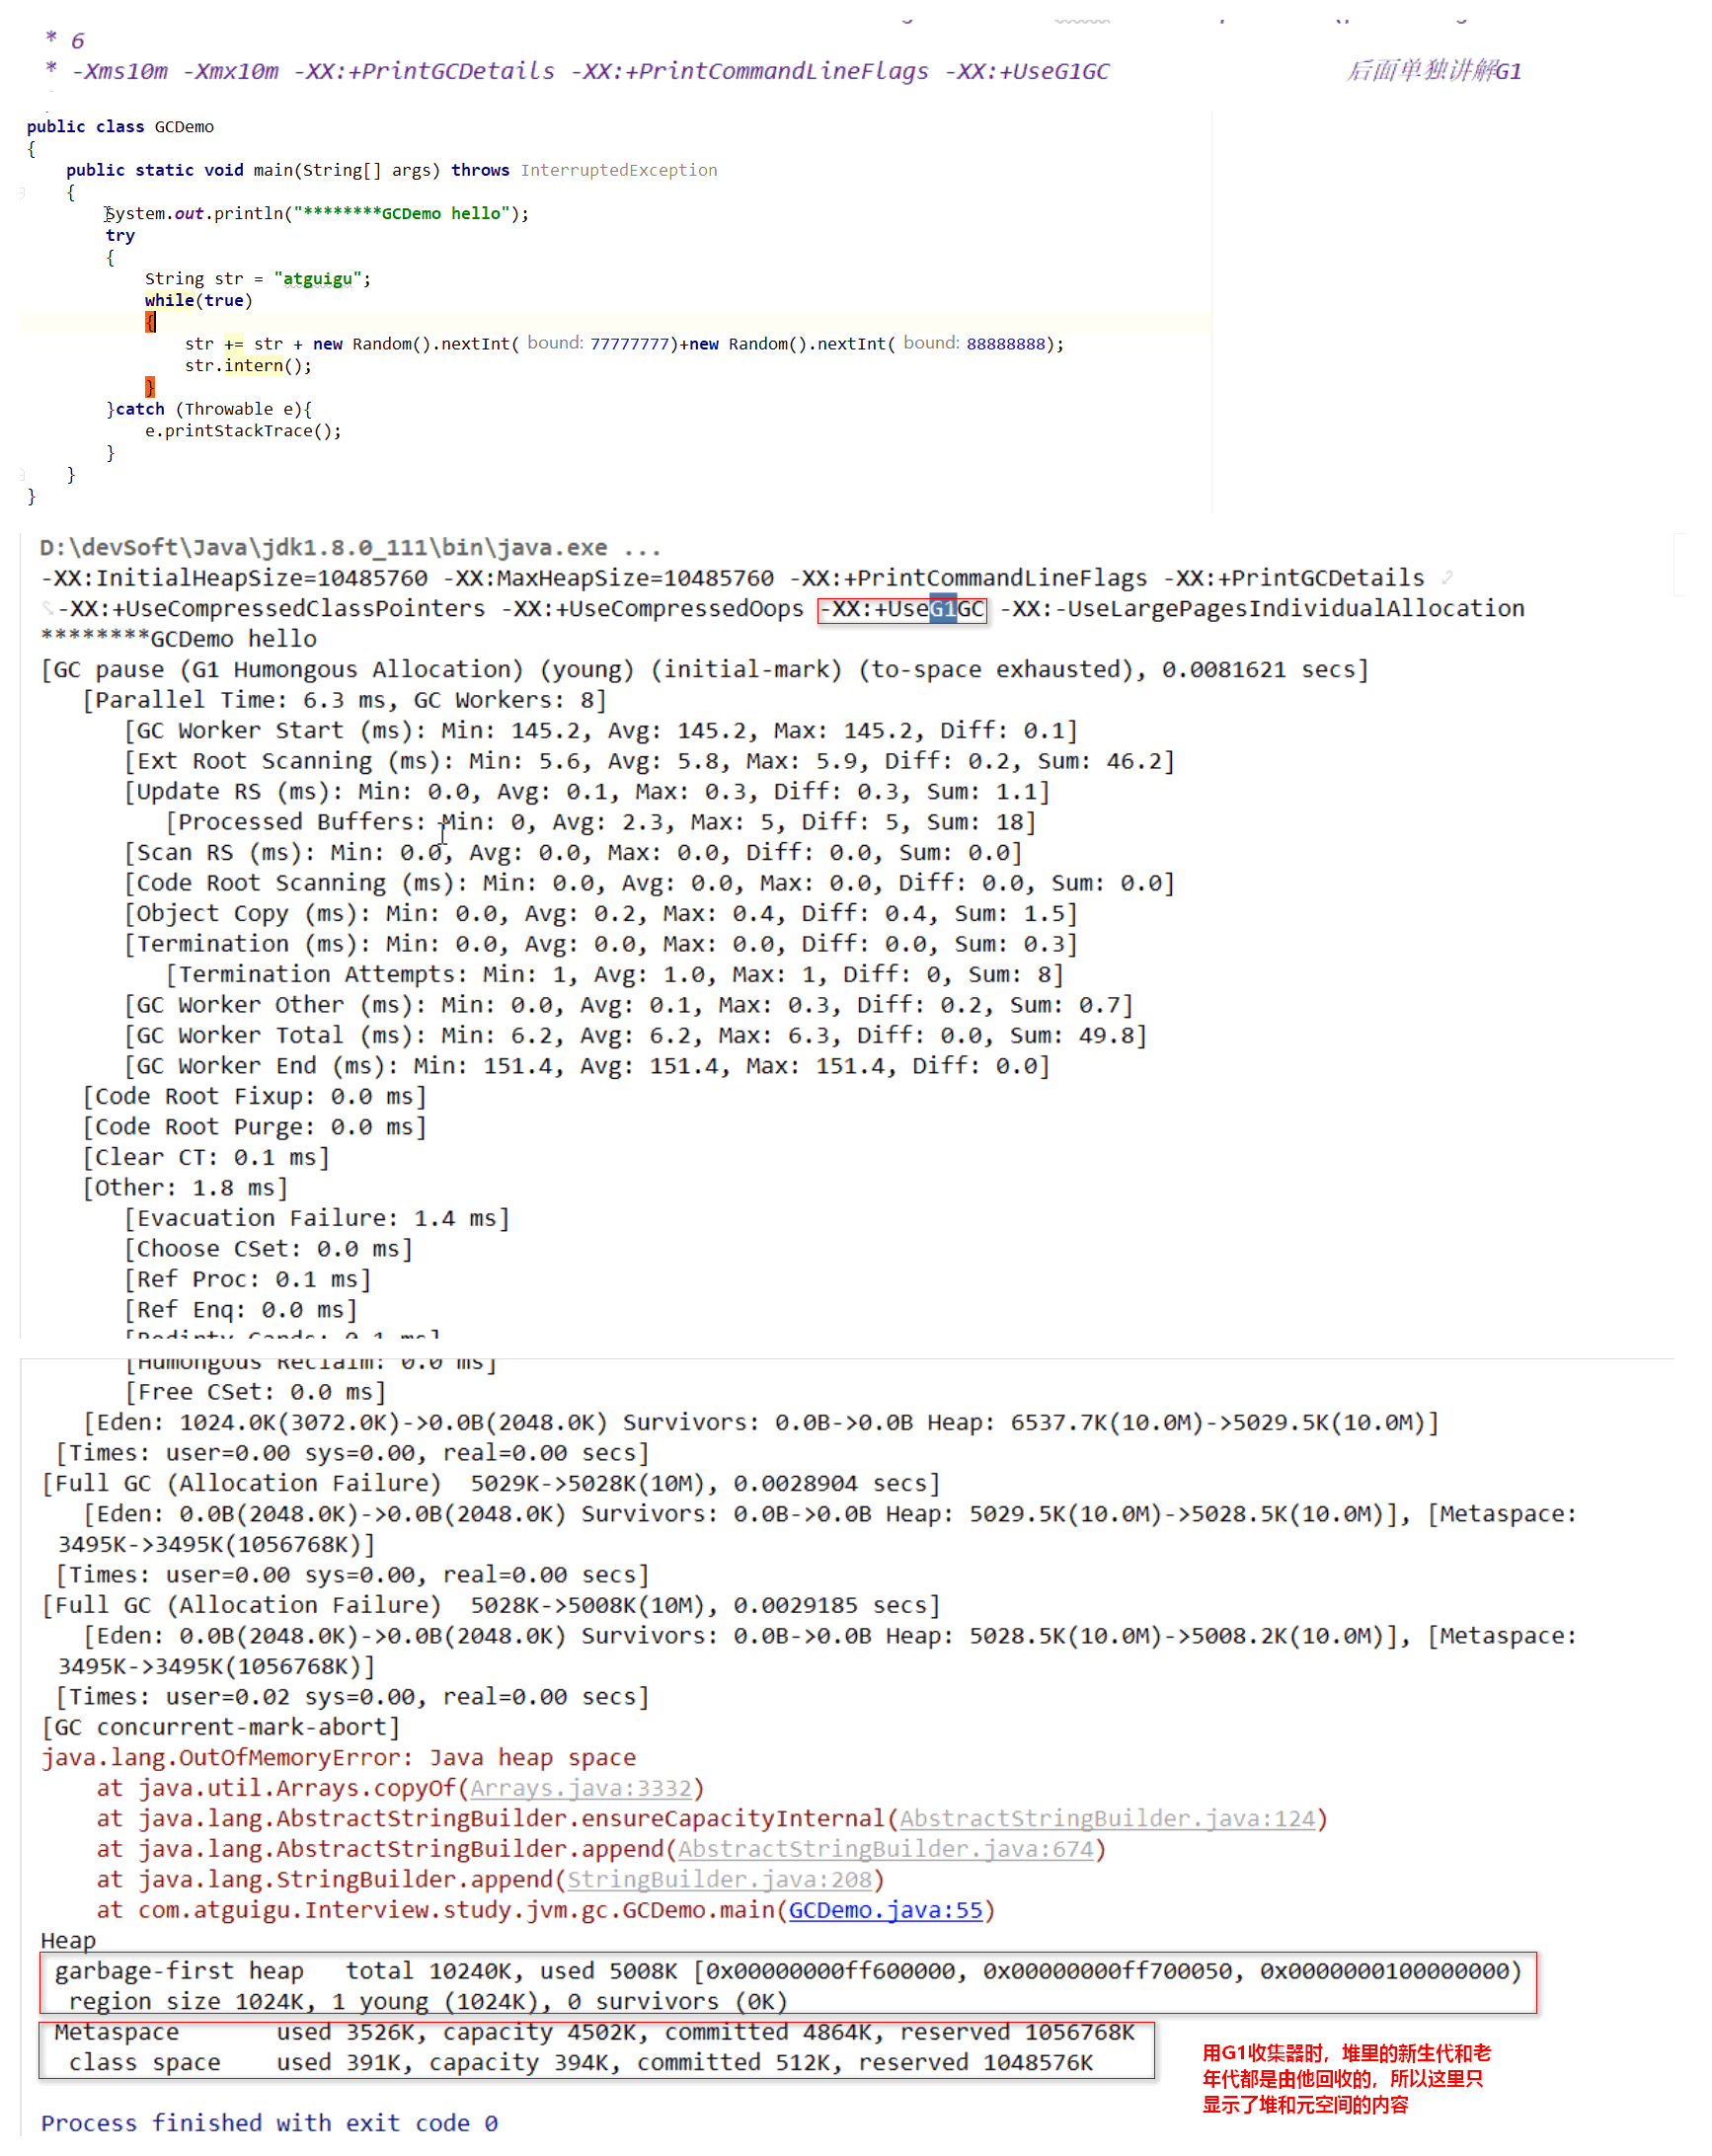 * 6
* -Xms10m -Xmx10m -XX:+PrintGCDetails -XX:+PrintCommandLineFlags -XX:+UseG1GC 后面单独讲解G1
public class GCDemo
{
public static void main(String[] args) throws InterruptedException
{
System.out.println("********GCDemo hello");
try
{
String str = "atguigu";
while(true)
{
str += str + new Random().nextInt( bound: 77777777)+new Random().nextInt( bound: 88888888);
str.intern();
}
}catch (Throwable e){
e.printStackTrace();
}
}
}
D:\devSoft\Java\jdk1.8.0_111\bin\java.exe ...
-XX:InitialHeapSize=10485760 -XX:MaxHeapSize=10485760 -XX:+PrintCommandLineFlags -XX:+PrintGCDetails
-XX:+UseCompressedClassPointers -XX:+UseCompressedOops -XX:+UseG1GC -XX:-UseLargePagesIndividualAllocation
********GCDemo hello
[GC pause (G1 Humongous Allocation) (young) (initial-mark) (to-space exhausted), 0.0081621 secs]
[Parallel Time: 6.3 ms, GC Workers: 8]
[GC Worker Start (ms): Min: 145.2, Avg: 145.2, Max: 145.2, Diff: 0.1]
[Ext Root Scanning (ms): Min: 5.6, Avg: 5.8, Max: 5.9, Diff: 0.2, Sum: 46.2]
[Update RS (ms): Min: 0.0, Avg: 0.1, Max: 0.3, Diff: 0.3, Sum: 1.1]
[Processed Buffers: Min: 0, Avg: 2.3, Max: 5, Diff: 5, Sum: 18]
[Scan RS (ms): Min: 0.0, Avg: 0.0, Max: 0.0, Diff: 0.0, Sum: 0.0]
[Code Root Scanning (ms): Min: 0.0, Avg: 0.0, Max: 0.0, Diff: 0.0, Sum: 0.0]
[Object Copy (ms): Min: 0.0, Avg: 0.2, Max: 0.4, Diff: 0.4, Sum: 1.5]
[Termination (ms): Min: 0.0, Avg: 0.0, Max: 0.0, Diff: 0.0, Sum: 0.3]
[Termination Attempts: Min: 1, Avg: 1.0, Max: 1, Diff: 0, Sum: 8]
[GC Worker Other (ms): Min: 0.0, Avg: 0.1, Max: 0.3, Diff: 0.2, Sum: 0.7]
[GC Worker Total (ms): Min: 6.2, Avg: 6.2, Max: 6.3, Diff: 0.0, Sum: 49.8]
[GC Worker End (ms): Min: 151.4, Avg: 151.4, Max: 151.4, Diff: 0.0]
[Code Root Fixup: 0.0 ms]
[Code Root Purge: 0.0 ms]
[Clear CT: 0.1 ms]
[Other: 1.8 ms]
[Evacuation Failure: 1.4 ms]
[Choose CSet: 0.0 ms]
[Ref Proc: 0.1 ms]
[Ref Enq: 0.0 ms]
[Redirty Cards: 0.1 ms]
[Humongous Reclaim: 0.0 ms]
[Free CSet: 0.0 ms]
[Eden: 1024.0K(3072.0K)->0.0B(2048.0K) Survivors: 0.0B->0.0B Heap: 6537.7K(10.0M)->5029.5K(10.0M)]
[Times: user=0.00 sys=0.00, real=0.00 secs]
[Full GC (Allocation Failure)  5029K->5028K(10M), 0.0028904 secs]
[Eden: 0.0B(2048.0K)->0.0B(2048.0K) Survivors: 0.0B->0.0B Heap: 5029.5K(10.0M)->5028.5K(10.0M)], [Metaspace:
3495K->3495K(1056768K)]
[Times: user=0.00 sys=0.00, real=0.00 secs]
[Full GC (Allocation Failure)  5028K->5008K(10M), 0.0029185 secs]
[Eden: 0.0B(2048.0K)->0.0B(2048.0K) Survivors: 0.0B->0.0B Heap: 5028.5K(10.0M)->5008.2K(10.0M)], [Metaspace:
3495K->3495K(1056768K)]
[Times: user=0.02 sys=0.00, real=0.00 secs]
[GC concurrent-mark-abort]
java.lang.OutOfMemoryError: Java heap space
at java.util.Arrays.copyOf(Arrays.java:3332)
at java.lang.AbstractStringBuilder.ensureCapacityInternal(AbstractStringBuilder.java:124)
at java.lang.AbstractStringBuilder.append(AbstractStringBuilder.java:674)
at java.lang.StringBuilder.append(StringBuilder.java:208)
at com.atguigu.Interview.study.jvm.gc.GCDemo.main(GCDemo.java:55)
Heap
garbage-first heap   total 10240K, used 5008K [0x00000000ff600000, 0x00000000ff700050, 0x0000000100000000)
region size 1024K, 1 young (1024K), 0 survivors (0K)
Metaspace       used 3526K, capacity 4502K, committed 4864K, reserved 1056768K
class space    used 391K, capacity 394K, committed 512K, reserved 1048576K
用G1收集器时，堆里的新生代和老
年代都是由他回收的，所以这里只
显示了堆和元空间的内容
Process finished with exit code 0